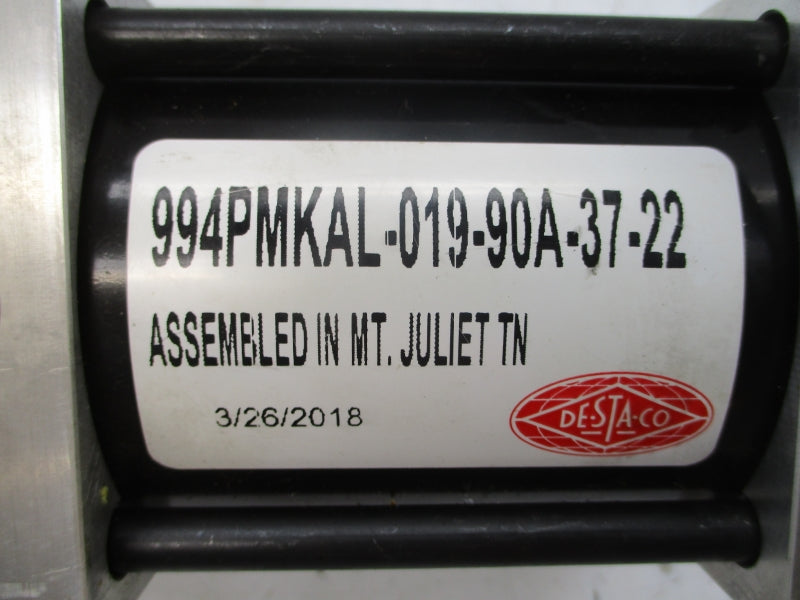 994PMKAL-019-90A-37-22
ASSEMBLED IN MT. JULIET TN
3/26/2018
DE-STA-CO